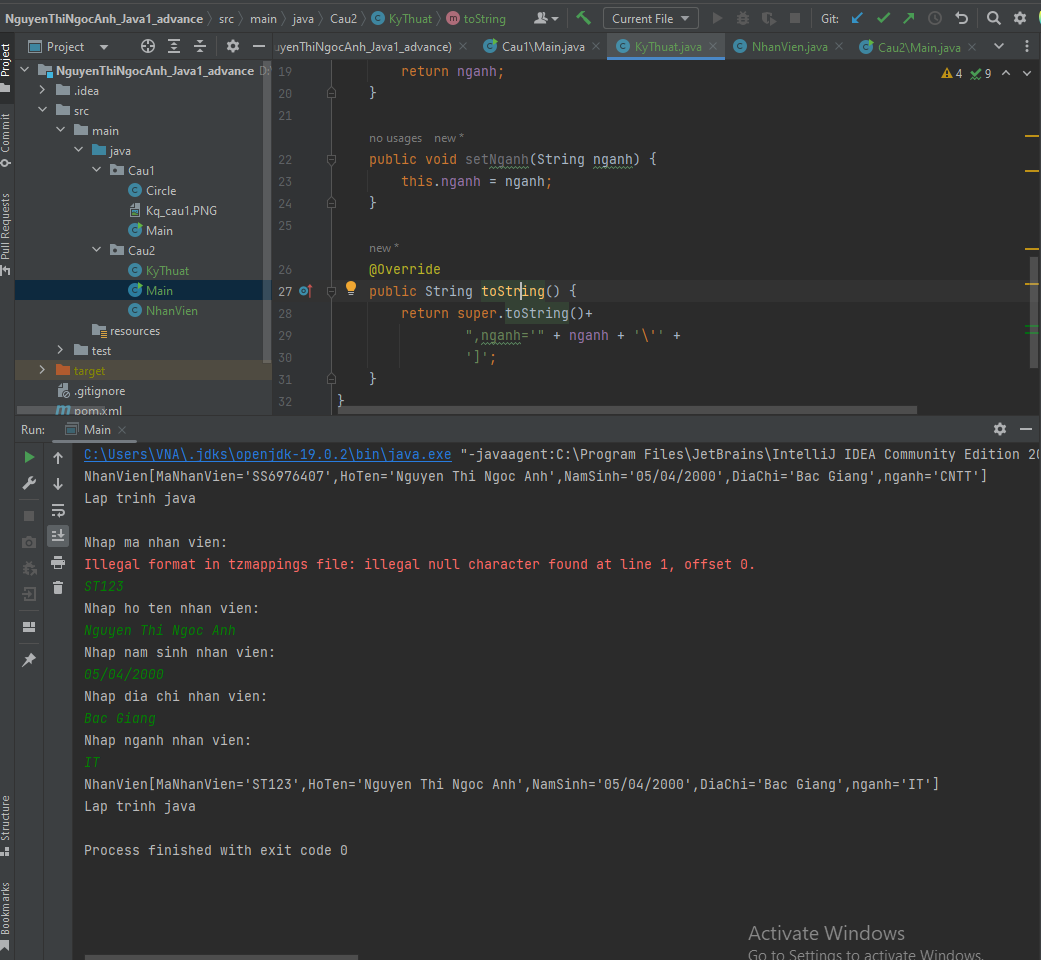 NguyenThiNgocAnh_Java1_advance src main java Cau2 KyThuat toString Current File Git:
Project
uyenThiNgocAnh_Java1_advance) Cau1\Main.java KyThuat.java NhanVien.java Cau2\Main.java
Project
Commit
Pull Requests
Structure
Bookmarks
NguyenThiNgocAnh_Java1_advance
.idea
src
main
java
Cau1
Circle
Kq_cau1.PNG
Main
Cau2
KyThuat
Main
NhanVien
resources
test
target
.gitignore
pom.xml
4 9
19 return nganh;
20 }
21
no usages new *
22 public void setNganh(String nganh) {
23 this.nganh = nganh;
24 }
25
new *
26 @Override
27 public String toString() {
28 return super.toString()+
29 ",nganh='" + nganh + '\'' +
30 ']';
31 }
32 }
Run: Main
C:\Users\VNA\.jdks\openjdk-19.0.2\bin\java.exe "-javaagent:C:\Program Files\JetBrains\IntelliJ IDEA Community Edition 20
NhanVien[MaNhanVien='SS6976407',HoTen='Nguyen Thi Ngoc Anh',NamSinh='05/04/2000',DiaChi='Bac Giang',nganh='CNTT']
Lap trinh java
Nhap ma nhan vien:
Illegal format in tzmappings file: illegal null character found at line 1, offset 0.
ST123
Nhap ho ten nhan vien:
Nguyen Thi Ngoc Anh
Nhap nam sinh nhan vien:
05/04/2000
Nhap dia chi nhan vien:
Bac Giang
Nhap nganh nhan vien:
IT
NhanVien[MaNhanVien='ST123',HoTen='Nguyen Thi Ngoc Anh',NamSinh='05/04/2000',DiaChi='Bac Giang',nganh='IT']
Lap trinh java
Process finished with exit code 0
Activate Windows
Go to Settings to activate Windows.